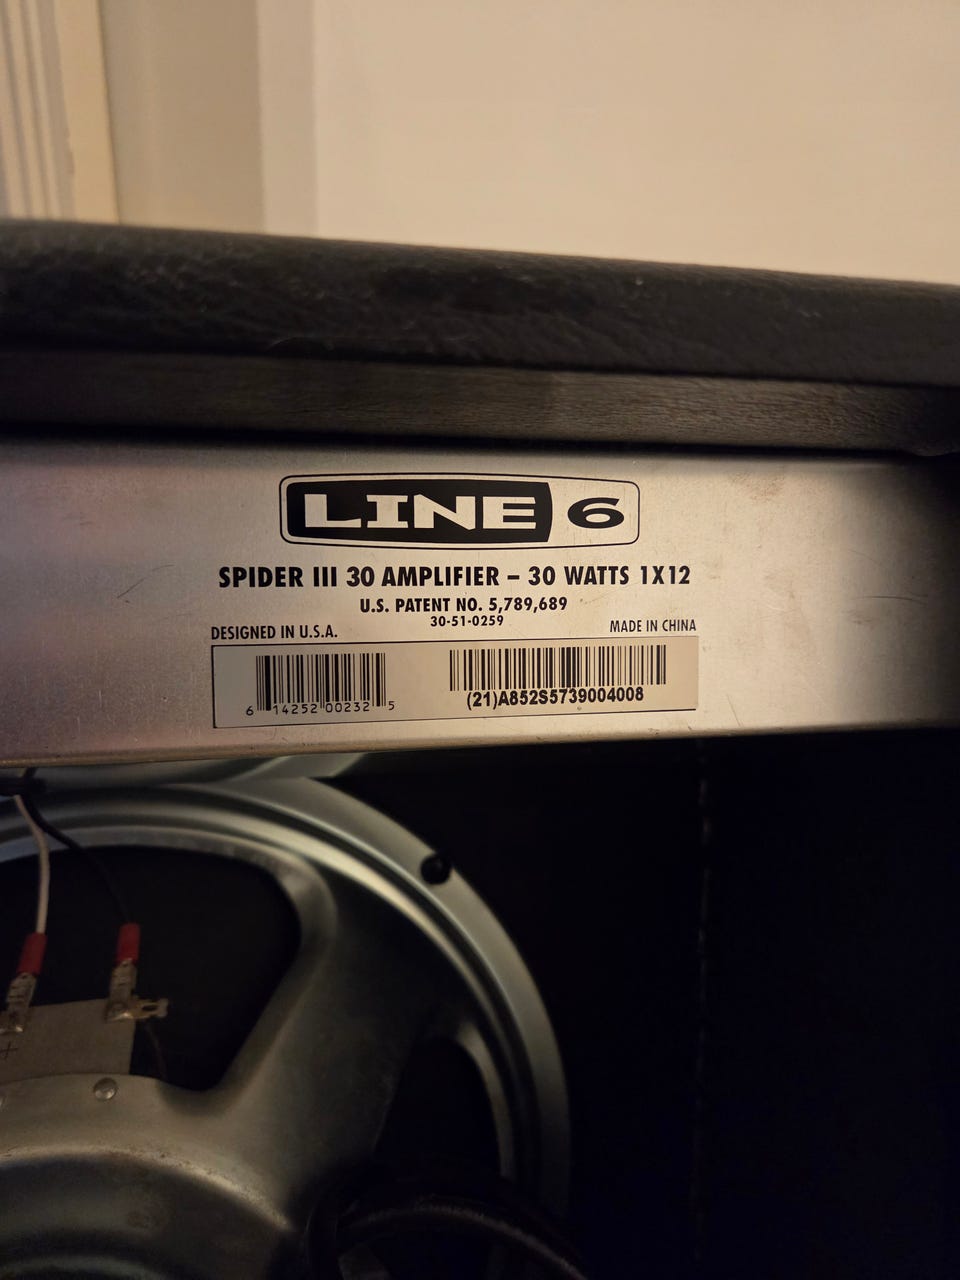 LINE 6
SPIDER III 30 AMPLIFIER – 30 WATTS 1X12
U.S. PATENT NO. 5,789,689
30-51-0259
DESIGNED IN U.S.A. MADE IN CHINA
6 14252 00232 5 (21)A852S5739004008
+